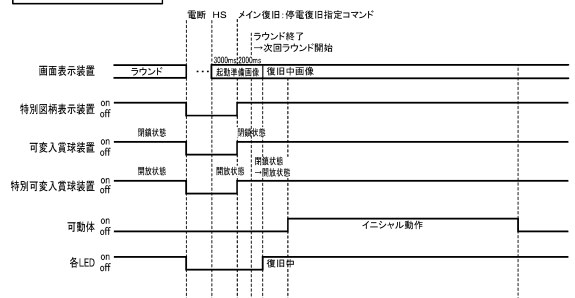 電断 HS メイン復旧:停電復旧指定コマンド
ラウンド終了
→次回ラウンド開始
3000ms 2000ms
画面表示装置 ラウンド … 起動準備画像 復旧中画像
特別図柄表示装置 on
off
閉鎖状態 閉鎖状態
可変入賞球装置 on
off
閉鎖状態
→開放状態
開放状態 開放状態
特別可変入賞球装置 on
off
可動体 on
off
イニシャル動作
各LED on
off
復旧中